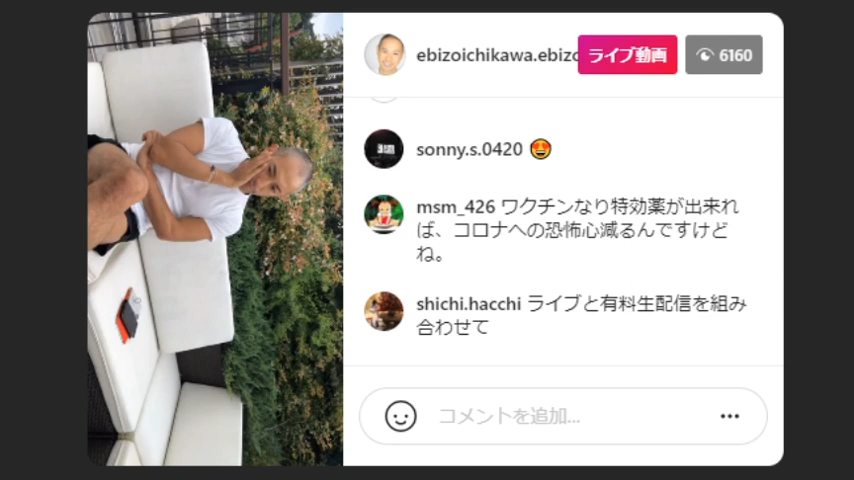 ebizoichikawa.ebizo
ライブ動画
6160
sonny.s.0420 😍
msm_426 ワクチンなり特効薬が出来れ
ば、コロナへの恐怖心減るんですけど
ね。
shichi.hacchi ライブと有料生配信を組み
合わせて
コメントを追加...